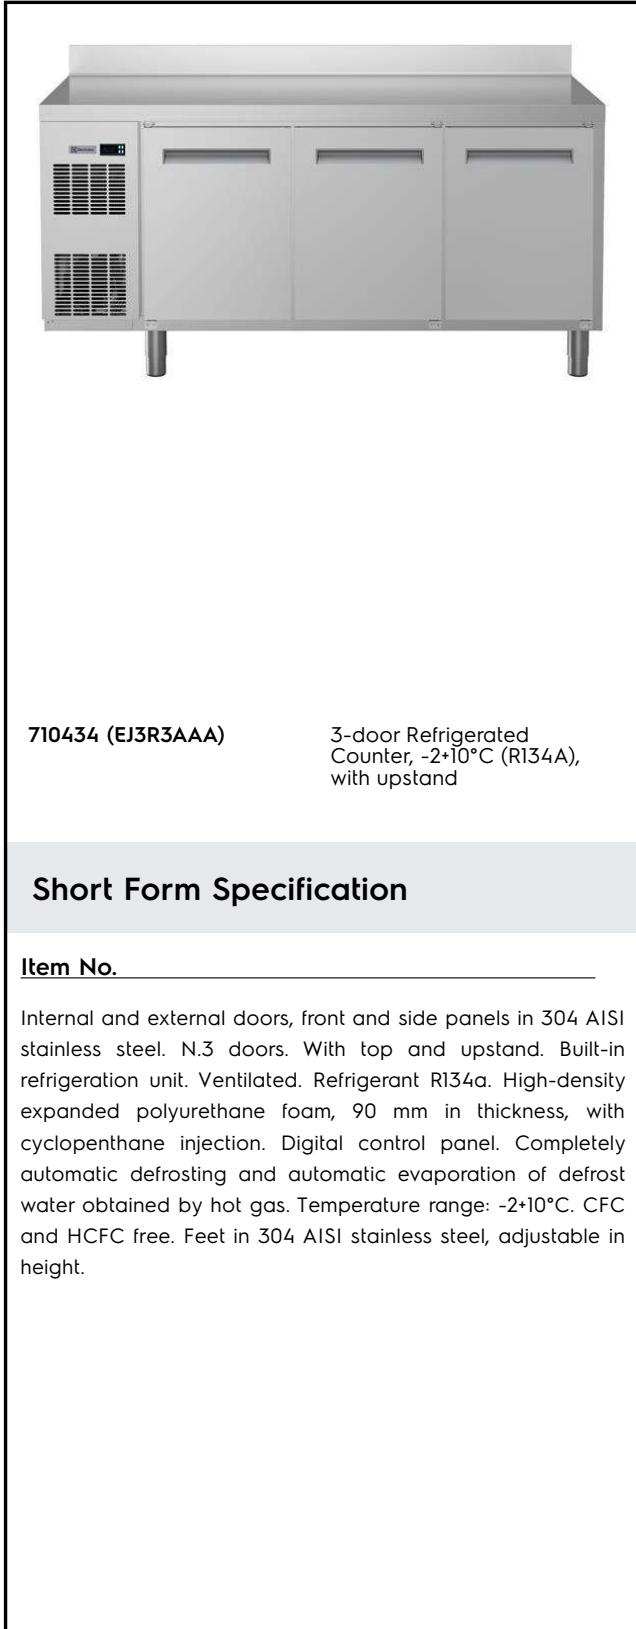 Electrolux
710434 (EJ3R3AAA)
3-door Refrigerated
Counter, -2+10°C (R134A),
with upstand
Short Form Specification
Item No.
Internal and external doors, front and side panels in 304 AISI
stainless steel. N.3 doors. With top and upstand. Built-in
refrigeration unit. Ventilated. Refrigerant R134a. High-density
expanded polyurethane foam, 90 mm in thickness, with
cyclopenthane injection. Digital control panel. Completely
automatic defrosting and automatic evaporation of defrost
water obtained by hot gas. Temperature range: -2+10°C. CFC
and HCFC free. Feet in 304 AISI stainless steel, adjustable in
height.